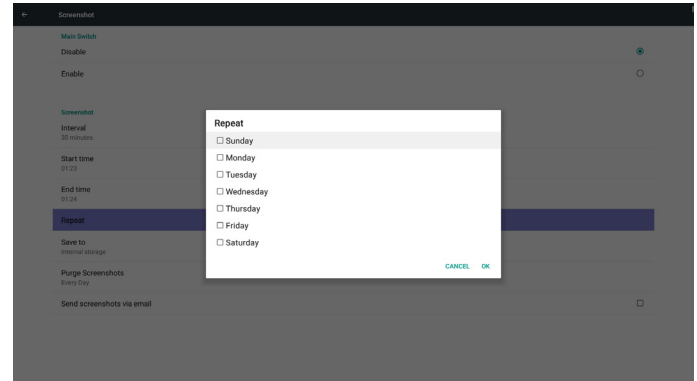 Screenshot
Main Switch
Disable
Enable
Screenshot
Interval
30 minutes
Start time
01:23
End time
01:24
Repeat
Save to
Internal storage
Purge Screenshots
Every Day
Send screenshots via email
Repeat
Sunday
Monday
Tuesday
Wednesday
Thursday
Friday
Saturday
CANCEL OK